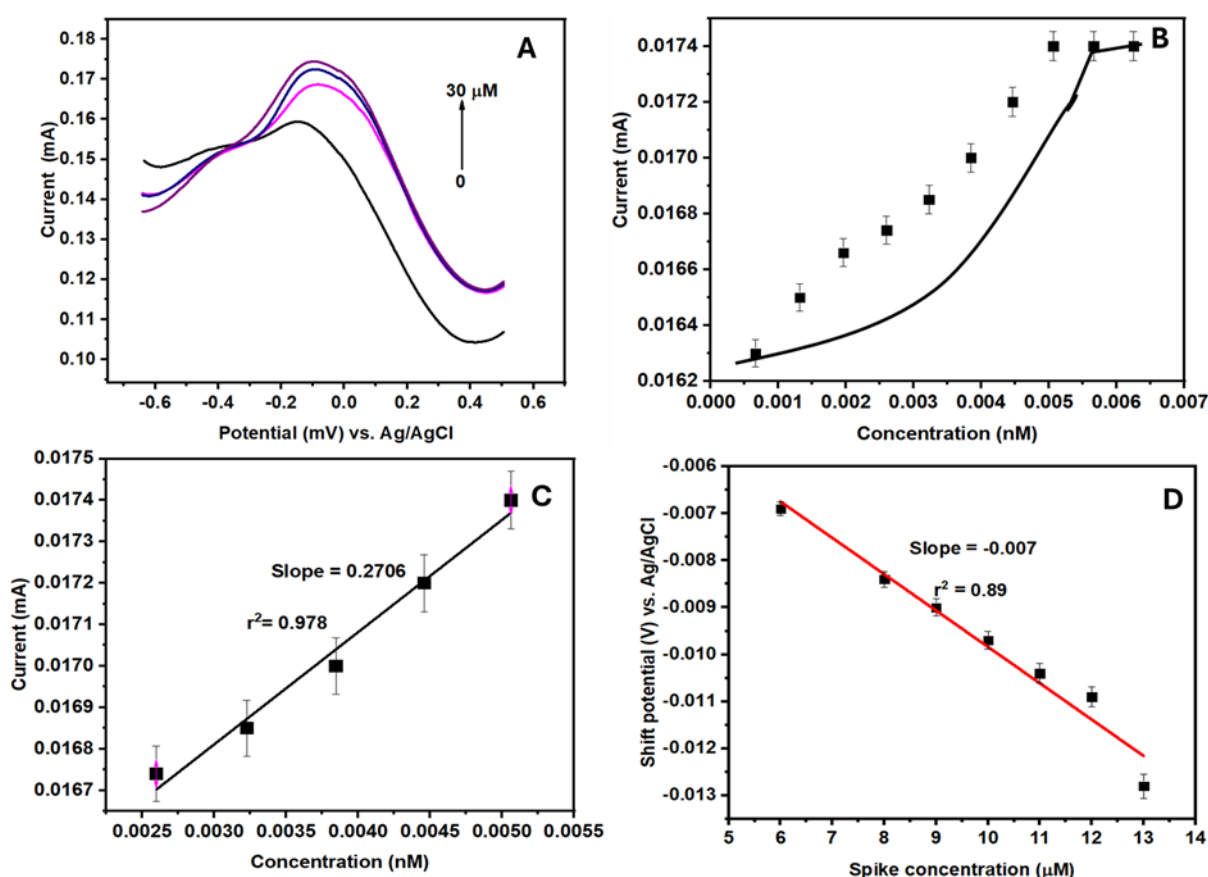 A
0.18
0.17
0.16
0.15
0.14
0.13
0.12
0.11
0.10
Current (mA)
30 μM
0
-0.6 -0.4 -0.2 0.0 0.2 0.4 0.6
Potential (mV) vs. Ag/AgCl
B
0.0174
0.0172
0.0170
0.0168
0.0166
0.0164
0.0162
Current (mA)
0.000 0.001 0.002 0.003 0.004 0.005 0.006 0.007
Concentration (nM)
C
0.0175
0.0174
0.0173
0.0172
0.0171
0.0170
0.0169
0.0168
0.0167
Current (mA)
Slope = 0.2706
r²= 0.978
0.0025 0.0030 0.0035 0.0040 0.0045 0.0050 0.0055
Concentration (nM)
D
-0.006
-0.007
-0.008
-0.009
-0.010
-0.011
-0.012
-0.013
Shift potential (V) vs. Ag/AgCl
Slope = -0.007
r² = 0.89
5 6 7 8 9 10 11 12 13 14
Spike concentration (μM)